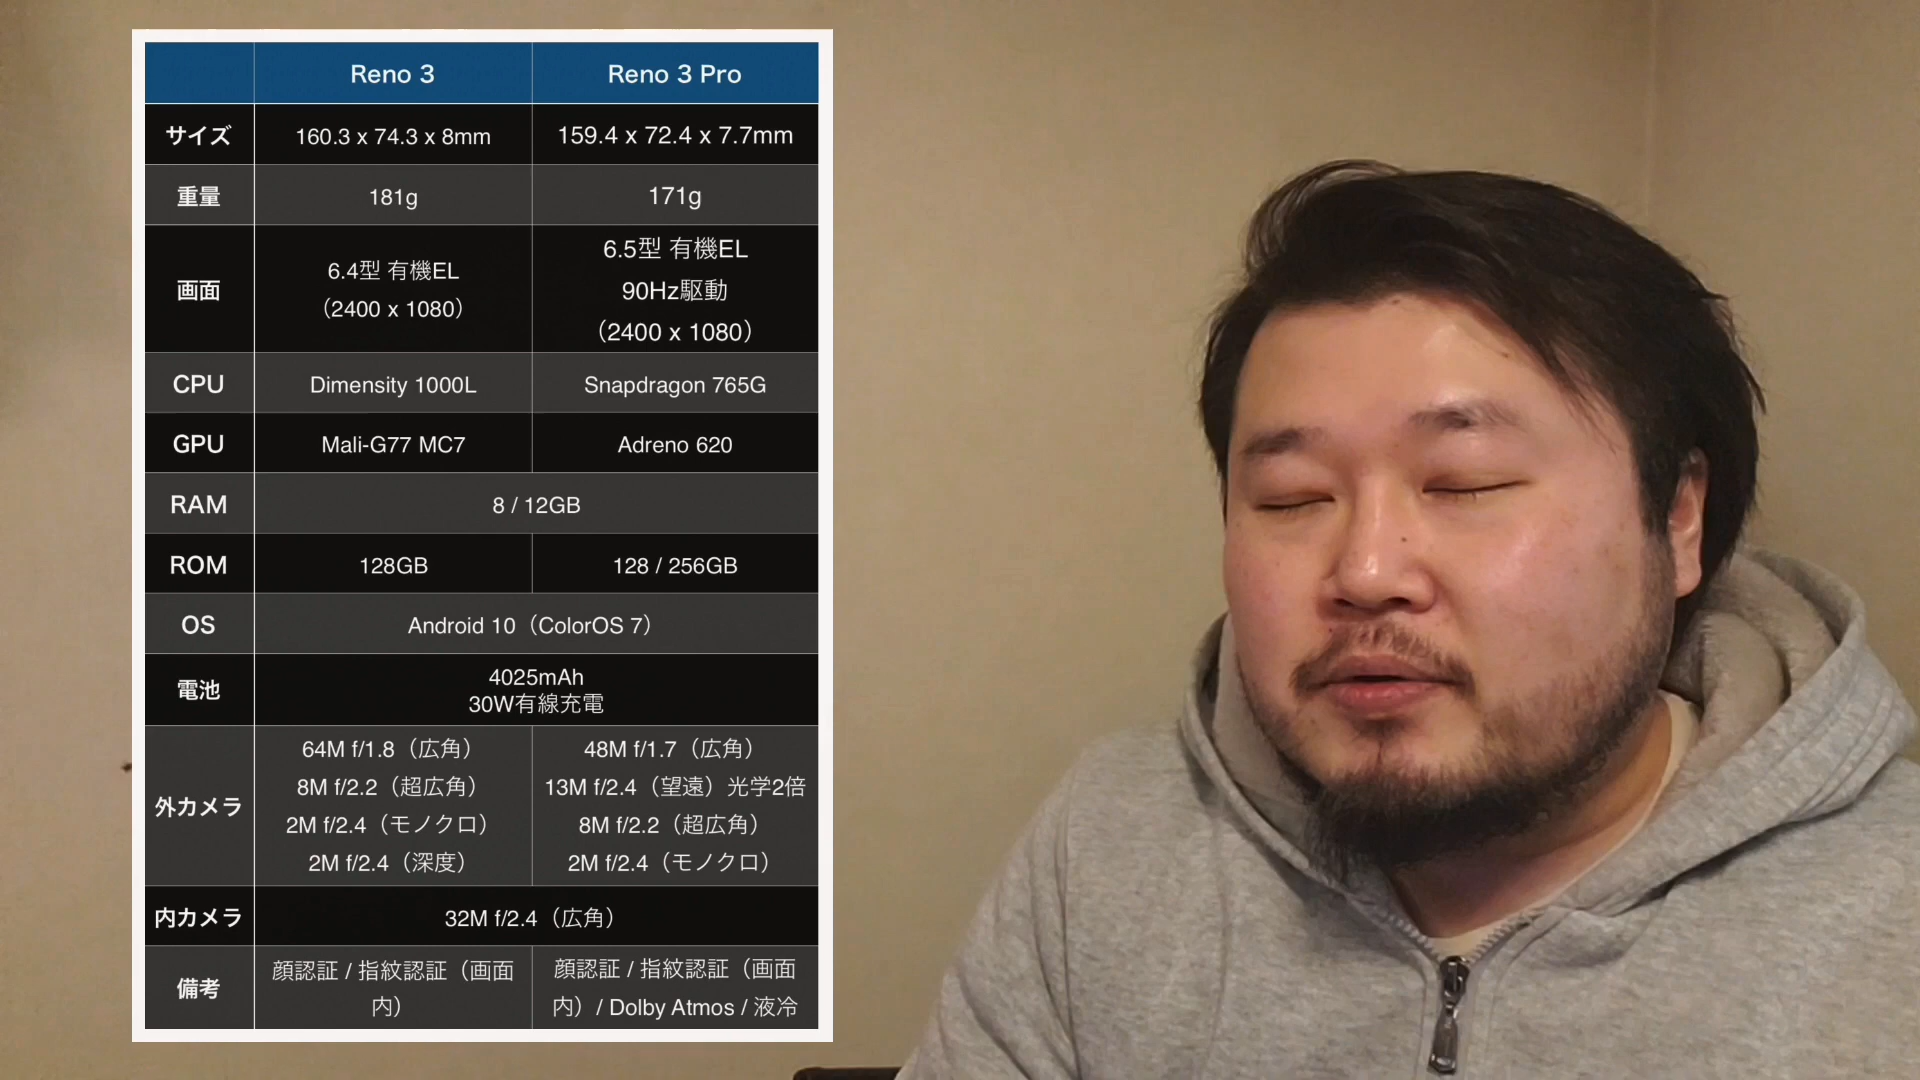 Reno 3
Reno 3 Pro
サイズ
160.3 x 74.3 x 8mm
159.4 x 72.4 x 7.7mm
重量
181g
171g
画面
6.4型 有機EL
（2400 x 1080）
6.5型 有機EL
90Hz駆動
（2400 x 1080）
CPU
Dimensity 1000L
Snapdragon 765G
GPU
Mali-G77 MC7
Adreno 620
RAM
8 / 12GB
ROM
128GB
128 / 256GB
OS
Android 10（ColorOS 7）
電池
4025mAh
30W有線充電
外カメラ
64M f/1.8（広角）
8M f/2.2（超広角）
2M f/2.4（モノクロ）
2M f/2.4（深度）
48M f/1.7（広角）
13M f/2.4（望遠）光学2倍
8M f/2.2（超広角）
2M f/2.4（モノクロ）
内カメラ
32M f/2.4（広角）
備考
顔認証 / 指紋認証（画面
内）
顔認証 / 指紋認証（画面
内）/ Dolby Atmos / 液冷